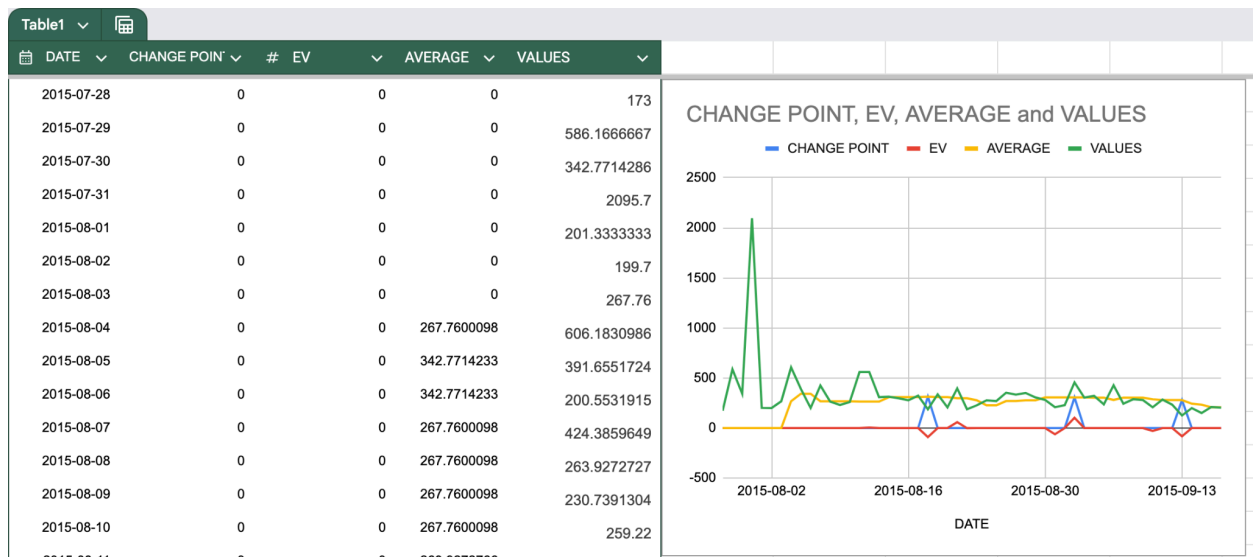 Table1
DATE CHANGE POIN # EV AVERAGE VALUES
2015-07-28 0 0 0 173
2015-07-29 0 0 0 586.1666667
2015-07-30 0 0 0 342.7714286
2015-07-31 0 0 0 2095.7
2015-08-01 0 0 0 201.3333333
2015-08-02 0 0 0 199.7
2015-08-03 0 0 0 267.76
2015-08-04 0 0 267.7600098 606.1830986
2015-08-05 0 0 342.7714233 391.6551724
2015-08-06 0 0 342.7714233 200.5531915
2015-08-07 0 0 267.7600098 424.3859649
2015-08-08 0 0 267.7600098 263.9272727
2015-08-09 0 0 267.7600098 230.7391304
2015-08-10 0 0 267.7600098 259.22
CHANGE POINT, EV, AVERAGE and VALUES
CHANGE POINT EV AVERAGE VALUES
2500
2000
1500
1000
500
0
-500
2015-08-02 2015-08-16 2015-08-30 2015-09-13
DATE